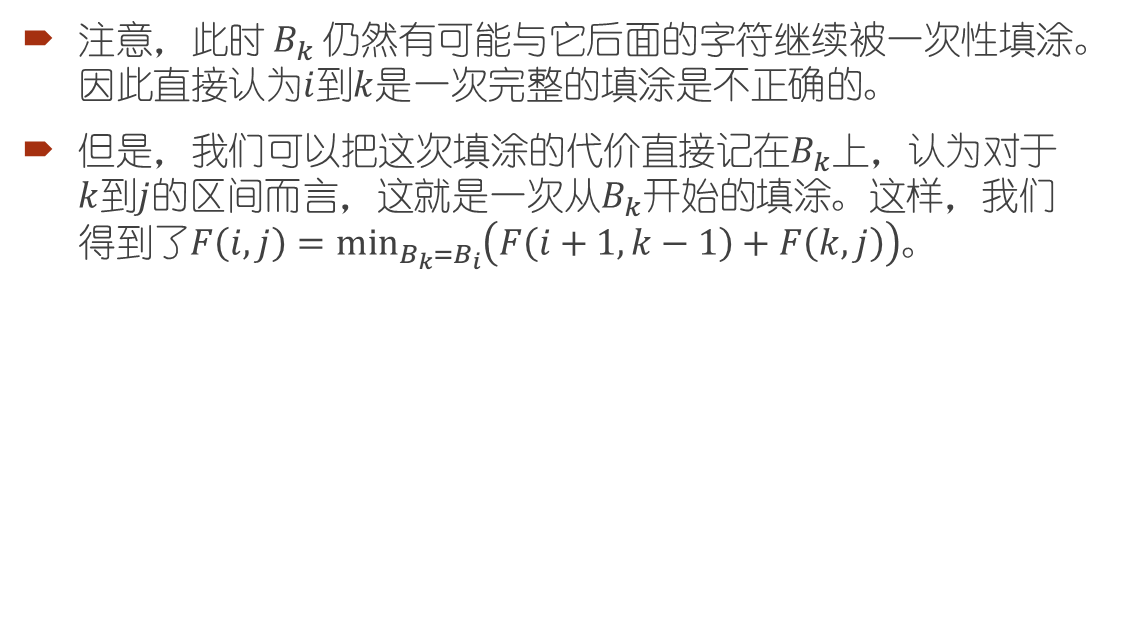 注意，此时 Bₖ 仍然有可能与它后面的字符继续被一次性填涂。
因此直接认为i到k是一次完整的填涂是不正确的。
但是，我们可以把这次填涂的代价直接记在Bₖ上，认为对于
k到j的区间而言，这就是一次从Bₖ开始的填涂。这样，我们
得到了F(i, j) = min_{Bₖ=Bᵢ}(F(i + 1, k − 1) + F(k, j))。